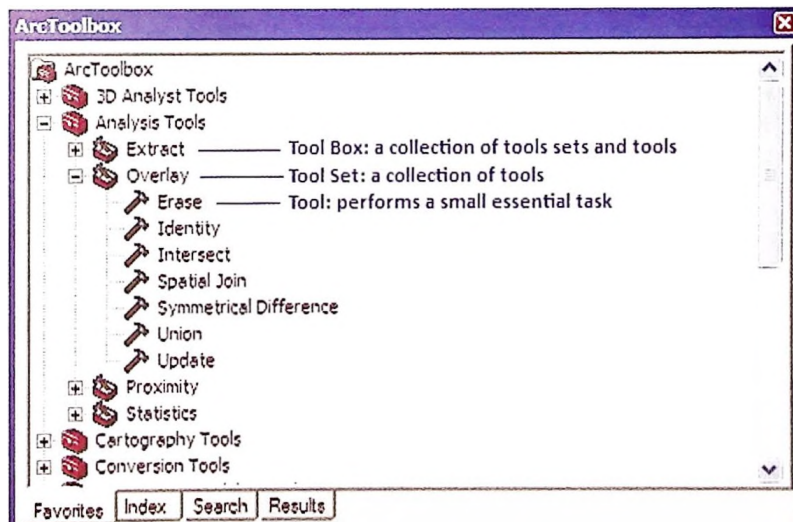 ArcToolbox
ArcToolbox
3D Analyst Tools
Analysis Tools
Extract Tool Box: a collection of tools sets and tools
Overlay Tool Set: a collection of tools
Erase Tool: performs a small essential task
Identity
Intersect
Spatial Join
Symmetrical Difference
Union
Update
Proximity
Statistics
Cartography Tools
Conversion Tools
Favorites Index Search Results